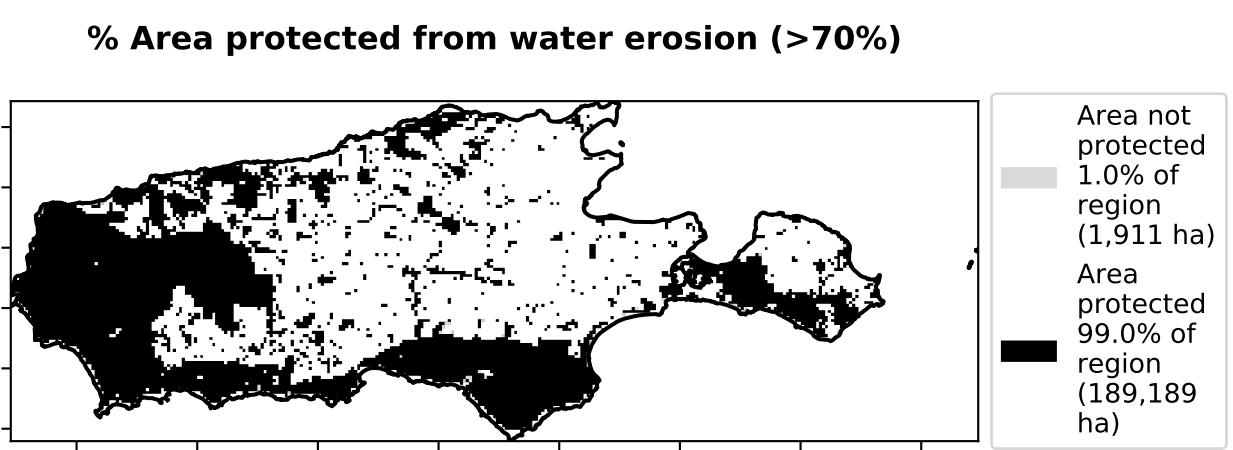 % Area protected from water erosion (>70%)
Area not
protected
1.0% of
region
(1,911 ha)
Area
protected
99.0% of
region
(189,189
ha)